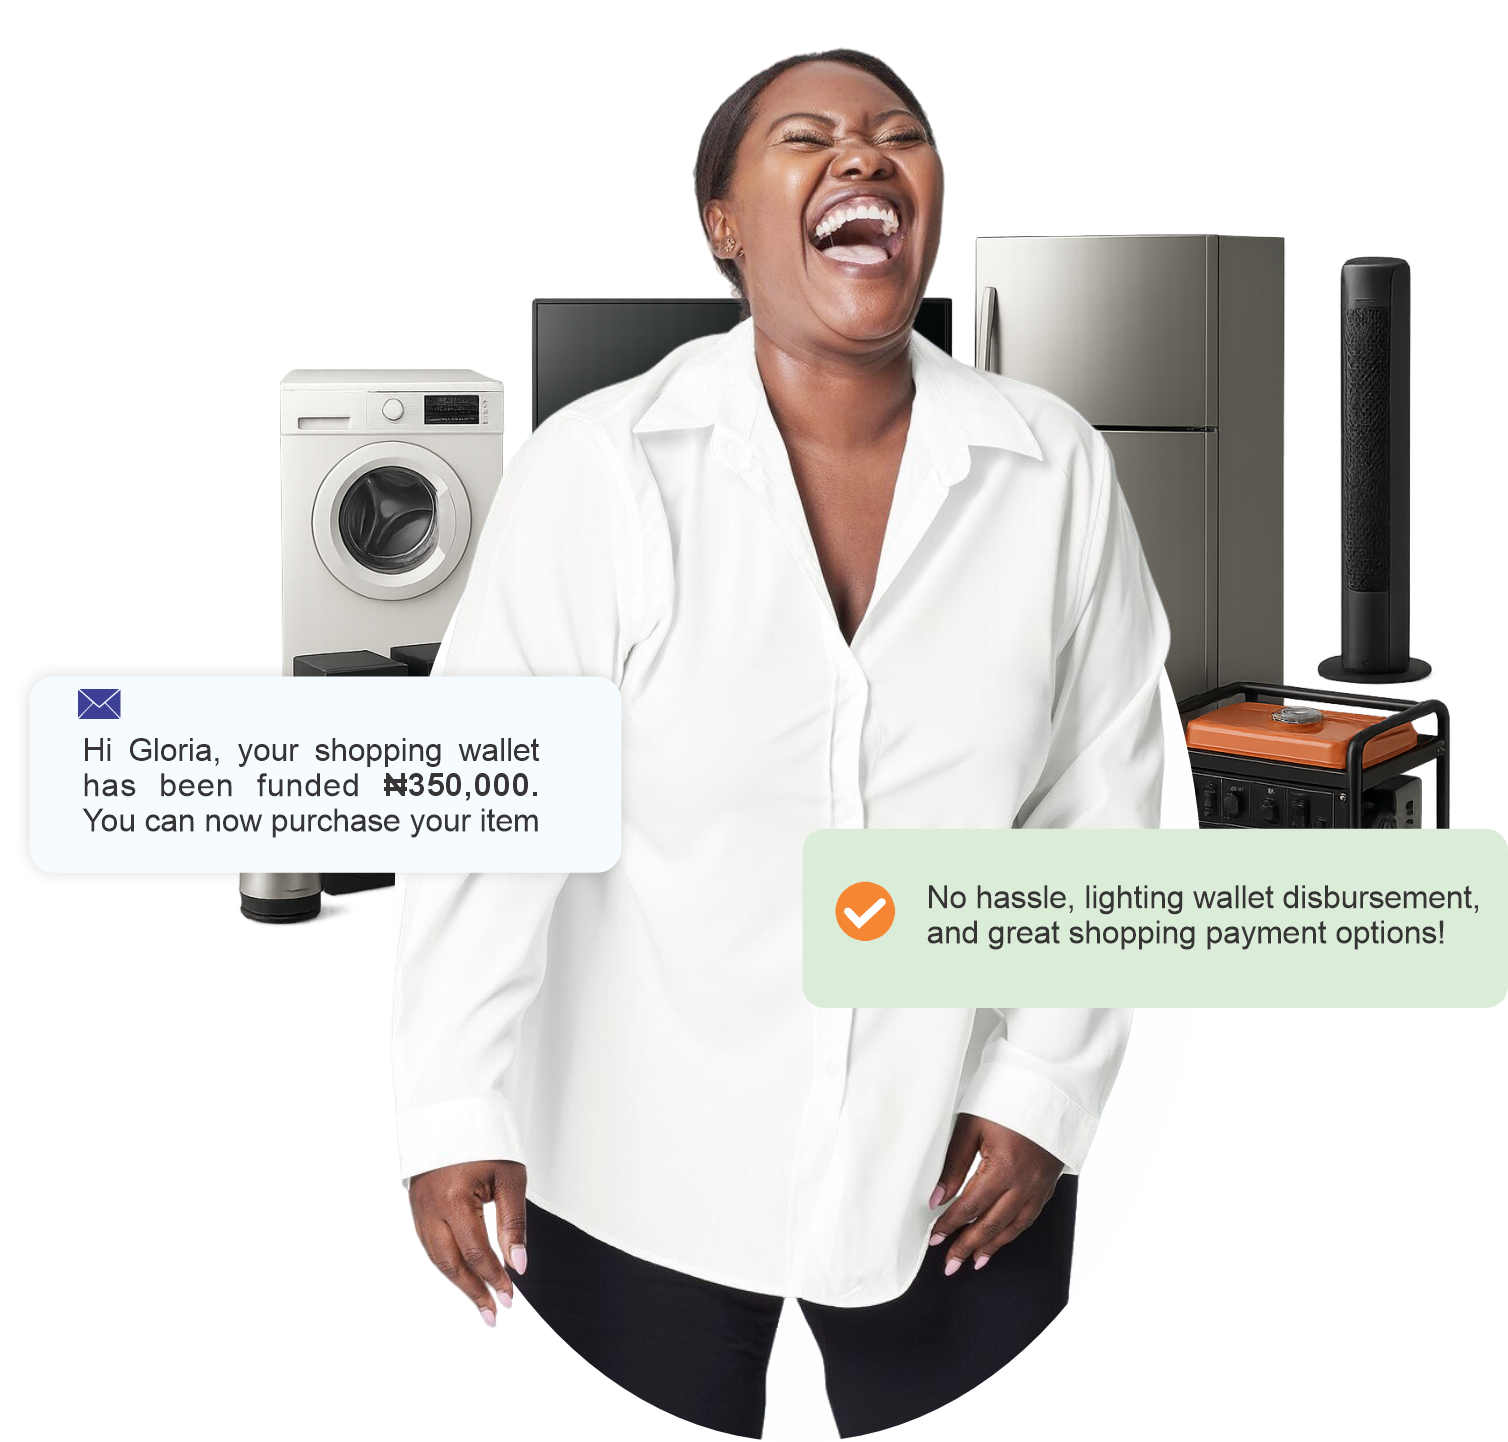 Hi Gloria, your shopping wallet
has been funded ₦350,000.
You can now purchase your item
No hassle, lighting wallet disbursement,
and great shopping payment options!